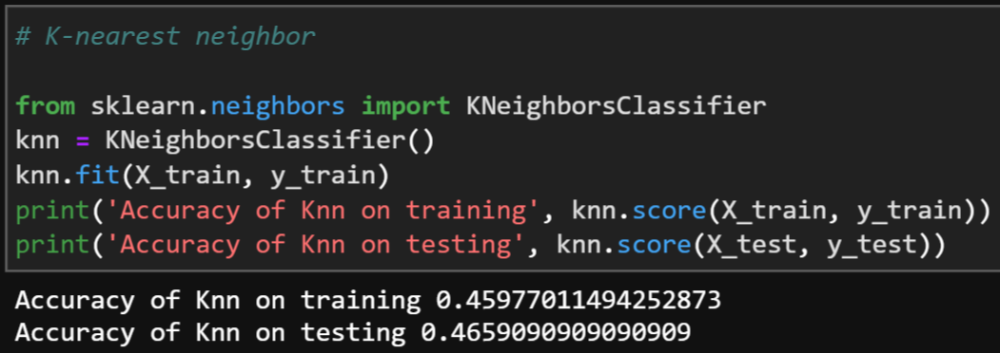 # K-nearest neighbor
from sklearn.neighbors import KNeighborsClassifier
knn = KNeighborsClassifier()
knn.fit(X_train, y_train)
print('Accuracy of Knn on training', knn.score(X_train, y_train))
print('Accuracy of Knn on testing', knn.score(X_test, y_test))
Accuracy of Knn on training 0.45977011494252873
Accuracy of Knn on testing 0.4659090909090909